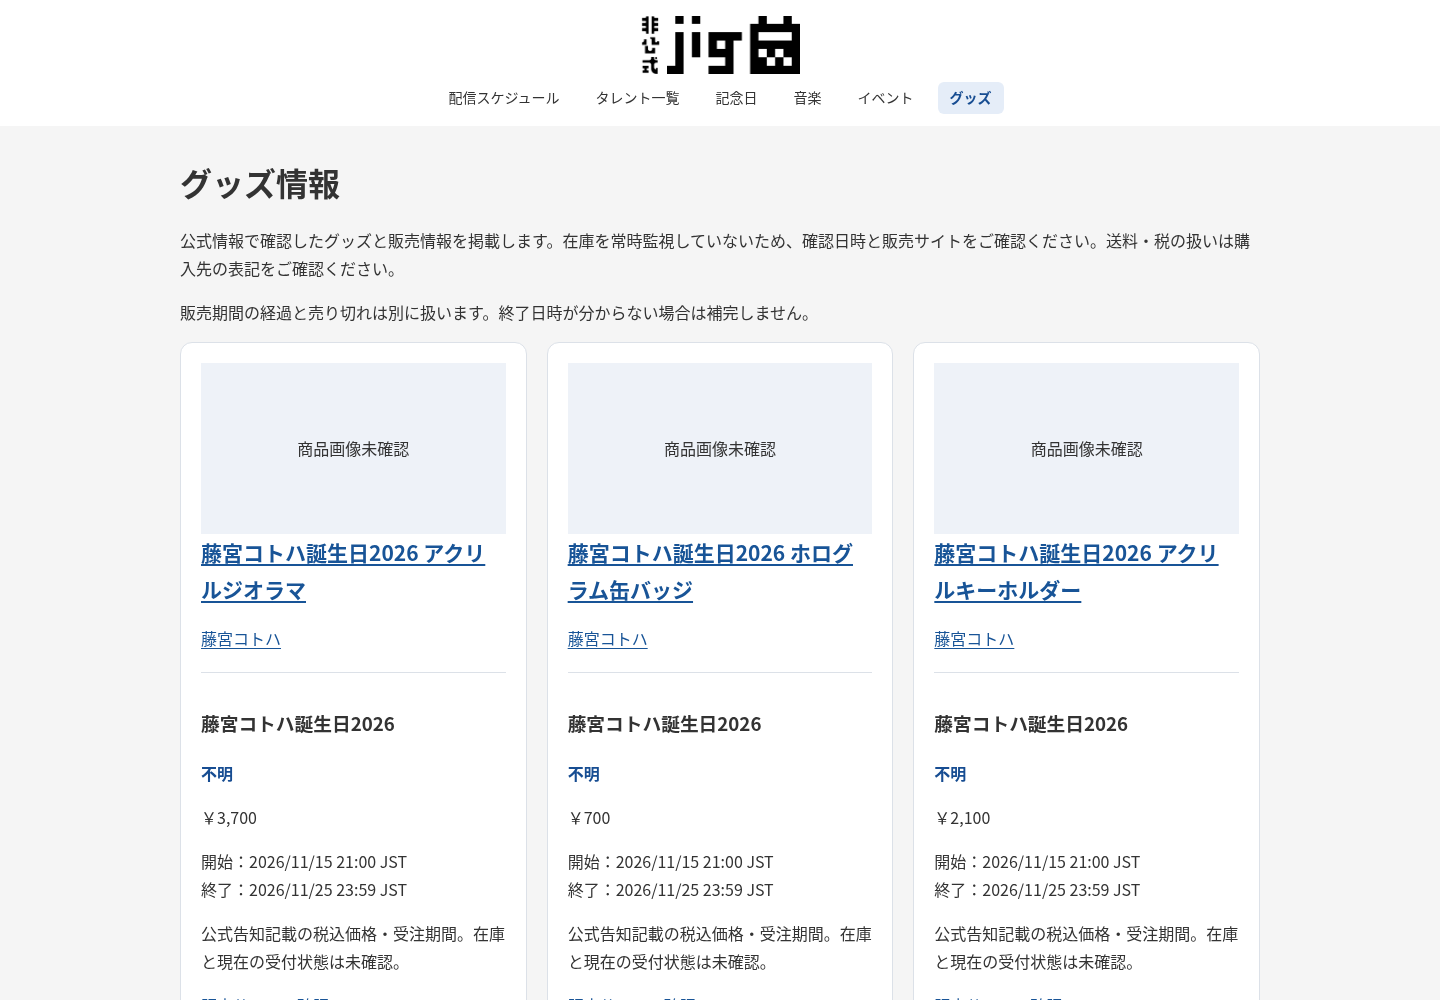 非公式 jig箱
配信スケジュール タレント一覧 記念日 音楽 イベント グッズ
グッズ情報
公式情報で確認したグッズと販売情報を掲載します。在庫を常時監視していないため、確認日時と販売サイトをご確認ください。送料・税の扱いは購
入先の表記をご確認ください。
販売期間の経過と売り切れは別に扱います。終了日時が分からない場合は補完しません。
商品画像未確認
藤宮コトハ誕生日2026 アクリ
ルジオラマ
藤宮コトハ
藤宮コトハ誕生日2026
不明
￥3,700
開始：2026/11/15 21:00 JST
終了：2026/11/25 23:59 JST
公式告知記載の税込価格・受注期間。在庫
と現在の受付状態は未確認。
商品画像未確認
藤宮コトハ誕生日2026 ホログ
ラム缶バッジ
藤宮コトハ
藤宮コトハ誕生日2026
不明
￥700
開始：2026/11/15 21:00 JST
終了：2026/11/25 23:59 JST
公式告知記載の税込価格・受注期間。在庫
と現在の受付状態は未確認。
商品画像未確認
藤宮コトハ誕生日2026 アクリ
ルキーホルダー
藤宮コトハ
藤宮コトハ誕生日2026
不明
￥2,100
開始：2026/11/15 21:00 JST
終了：2026/11/25 23:59 JST
公式告知記載の税込価格・受注期間。在庫
と現在の受付状態は未確認。